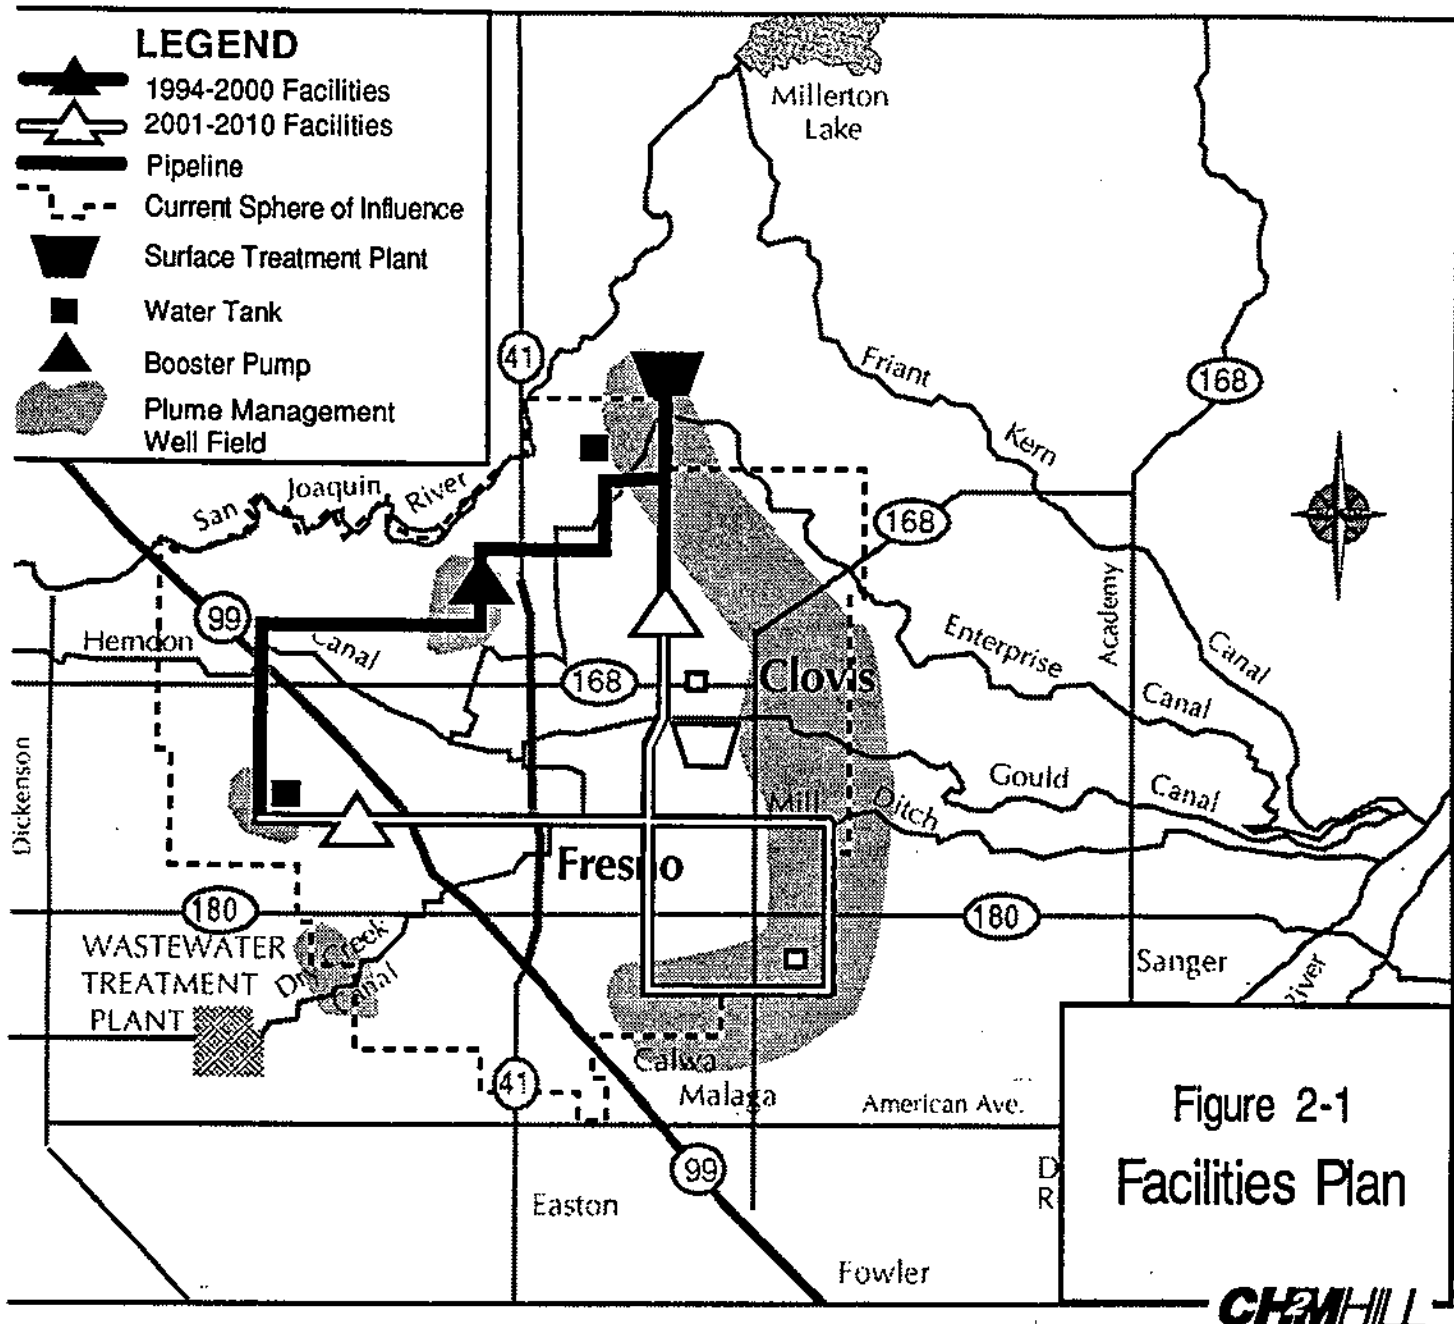 LEGEND
1994-2000 Facilities
2001-2010 Facilities
Pipeline
Current Sphere of Influence
Surface Treatment Plant
Water Tank
Booster Pump
Plume Management
Well Field
Millerton
Lake
41
168
Friant
Kern
Canal
San Joaquin River
168
Academy
99
Herndon
Canal
Enterprise
Canal
168
Clovis
Dickenson
Gould
Canal
Mill
Ditch
Fresno
180
180
WASTEWATER
TREATMENT
PLANT
Dry Creek
Canal
Sanger
River
41
Calwa
Malaga
American Ave.
99
D
R
Easton
Fowler
Figure 2-1
Facilities Plan
CH2MHILL